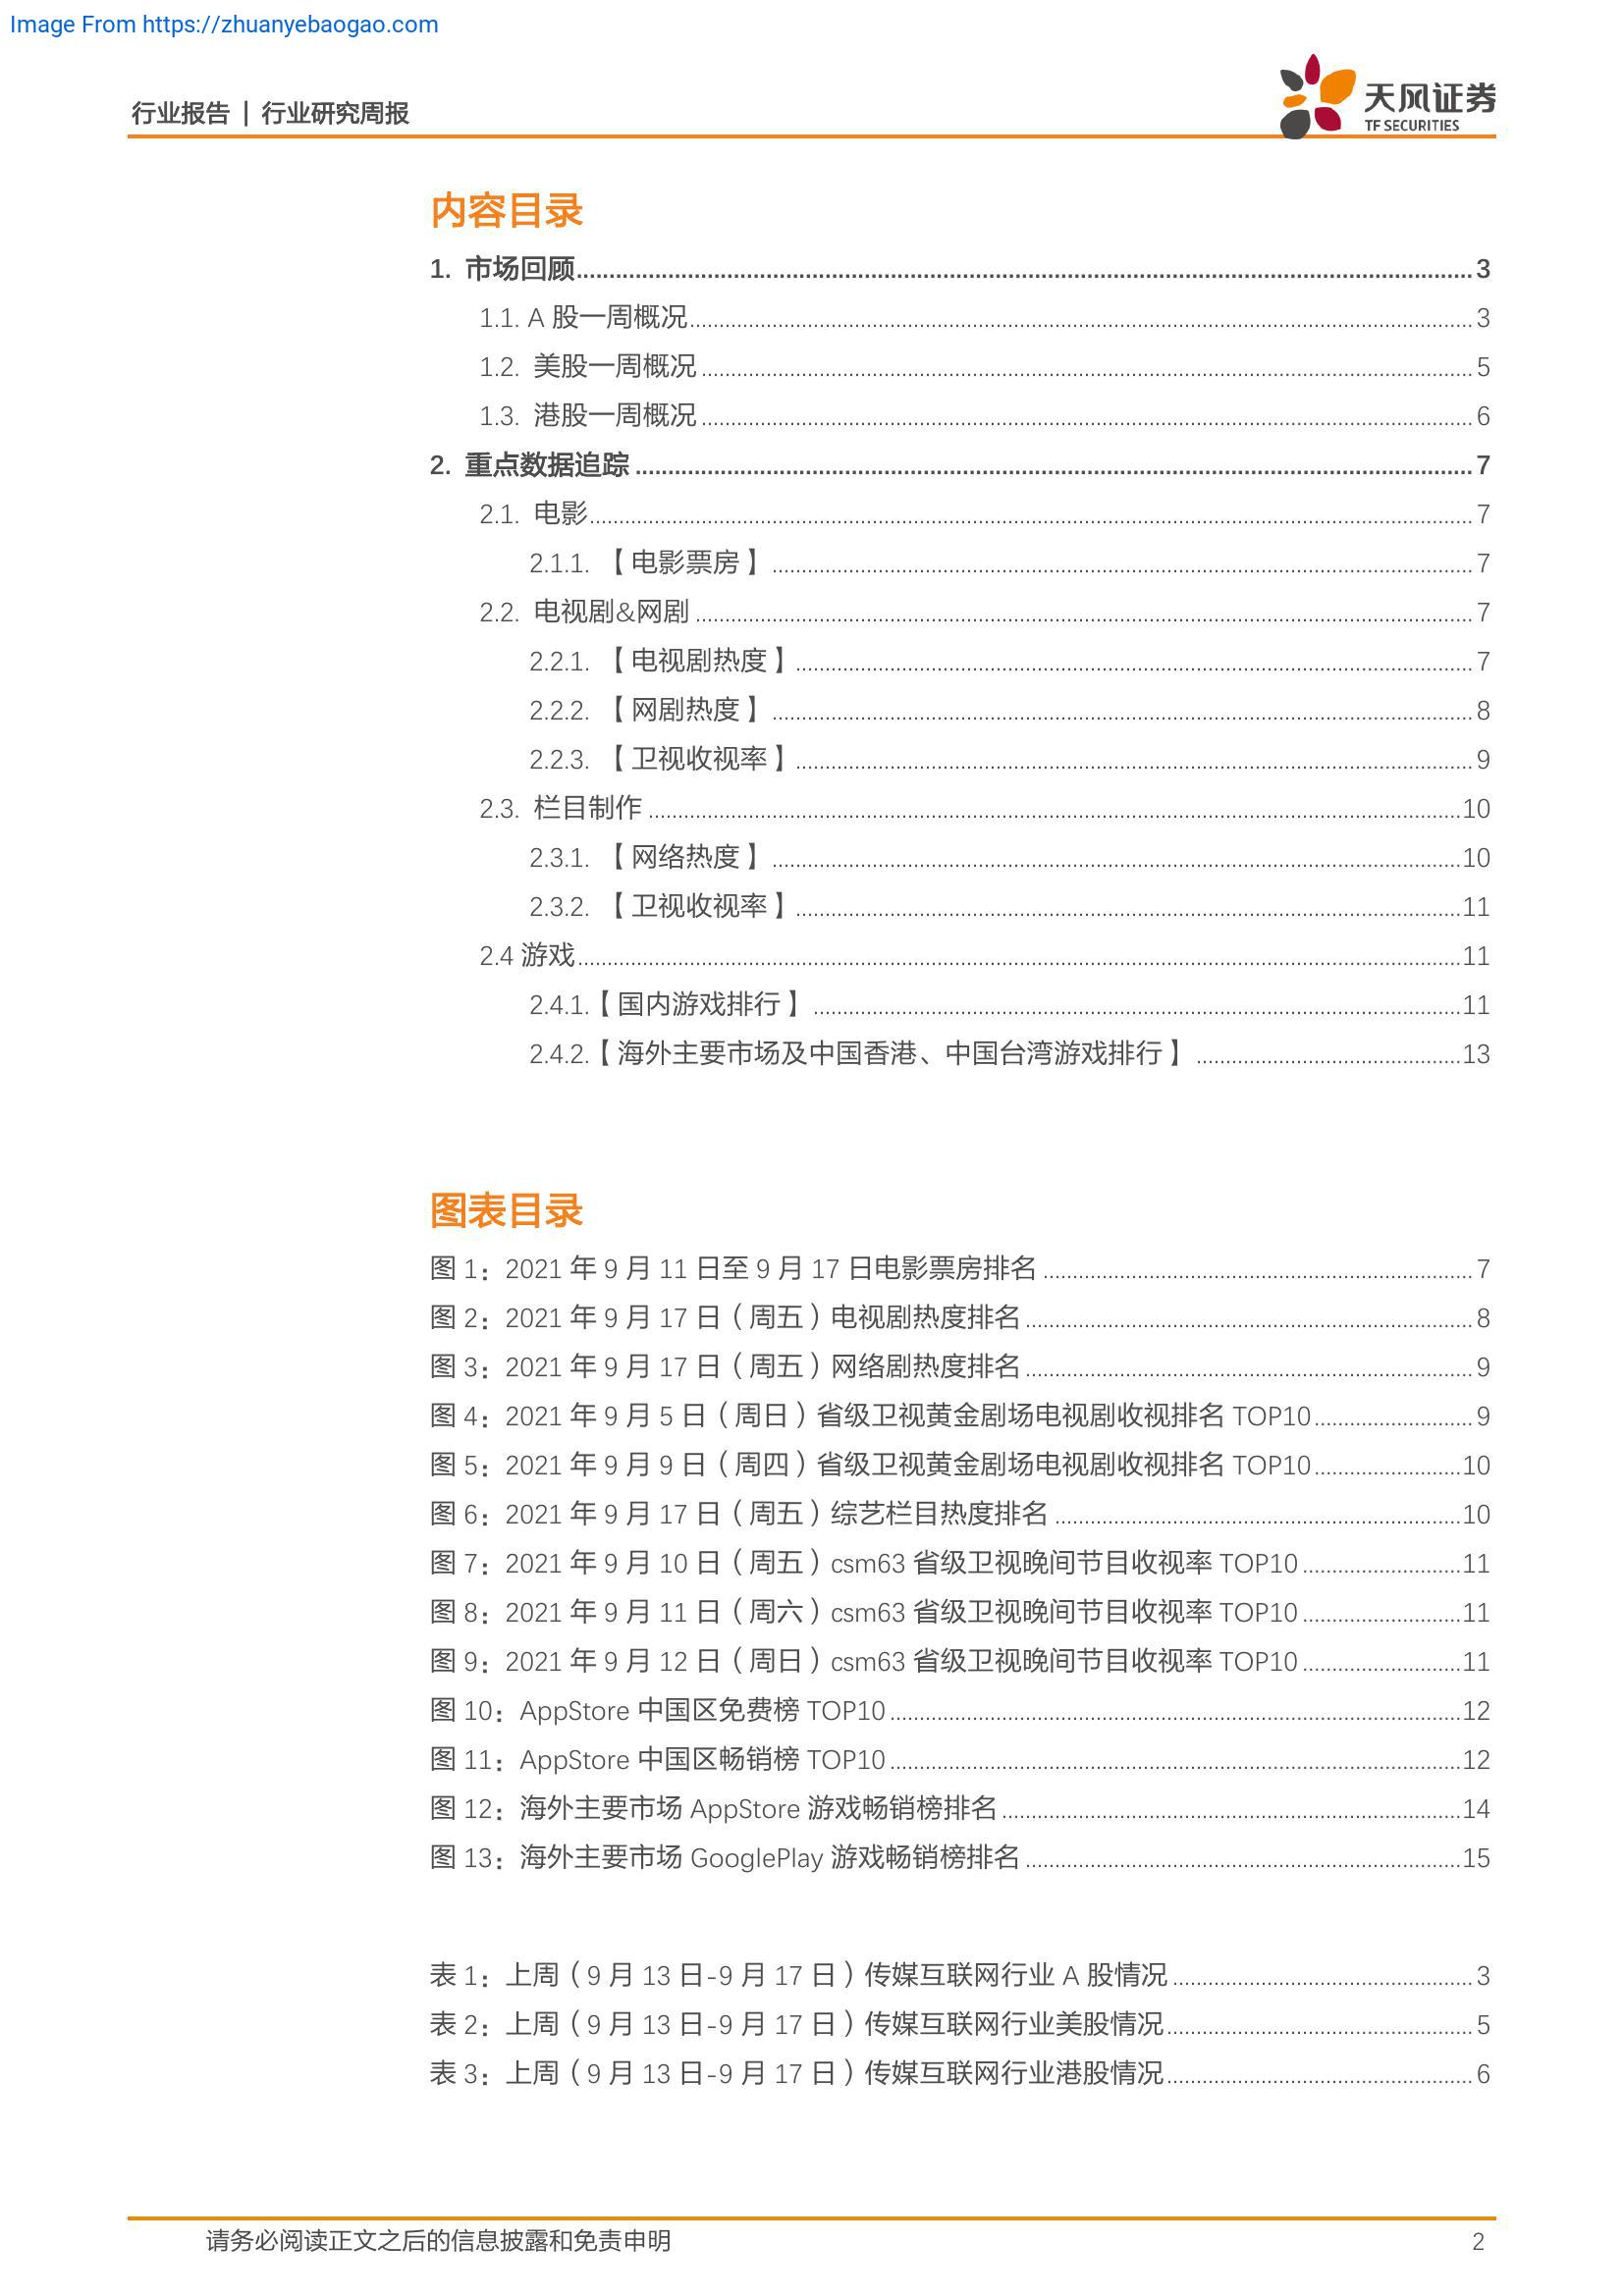 Image From https://zhuanyebaogao.com
行业报告 | 行业研究周报
天风证券
TF SECURITIES
内容目录
1. 市场回顾 3
1.1. A 股一周概况 3
1.2. 美股一周概况 5
1.3. 港股一周概况 6
2. 重点数据追踪 7
2.1. 电影 7
2.1.1. 【电影票房】 7
2.2. 电视剧&网剧 7
2.2.1. 【电视剧热度】 7
2.2.2. 【网剧热度】 8
2.2.3. 【卫视收视率】 9
2.3. 栏目制作 10
2.3.1. 【网络热度】 10
2.3.2. 【卫视收视率】 11
2.4 游戏 11
2.4.1.【国内游戏排行】 11
2.4.2.【海外主要市场及中国香港、中国台湾游戏排行】 13
图表目录
图 1：2021 年 9 月 11 日至 9 月 17 日电影票房排名 7
图 2：2021 年 9 月 17 日（周五）电视剧热度排名 8
图 3：2021 年 9 月 17 日（周五）网络剧热度排名 9
图 4：2021 年 9 月 5 日（周日）省级卫视黄金剧场电视剧收视排名 TOP10 9
图 5：2021 年 9 月 9 日（周四）省级卫视黄金剧场电视剧收视排名 TOP10 10
图 6：2021 年 9 月 17 日（周五）综艺栏目热度排名 10
图 7：2021 年 9 月 10 日（周五）csm63 省级卫视晚间节目收视率 TOP10 11
图 8：2021 年 9 月 11 日（周六）csm63 省级卫视晚间节目收视率 TOP10 11
图 9：2021 年 9 月 12 日（周日）csm63 省级卫视晚间节目收视率 TOP10 11
图 10：AppStore 中国区免费榜 TOP10 12
图 11：AppStore 中国区畅销榜 TOP10 12
图 12：海外主要市场 AppStore 游戏畅销榜排名 14
图 13：海外主要市场 GooglePlay 游戏畅销榜排名 15
表 1：上周（9 月 13 日-9 月 17 日）传媒互联网行业 A 股情况 3
表 2：上周（9 月 13 日-9 月 17 日）传媒互联网行业美股情况 5
表 3：上周（9 月 13 日-9 月 17 日）传媒互联网行业港股情况 6
请务必阅读正文之后的信息披露和免责申明 2